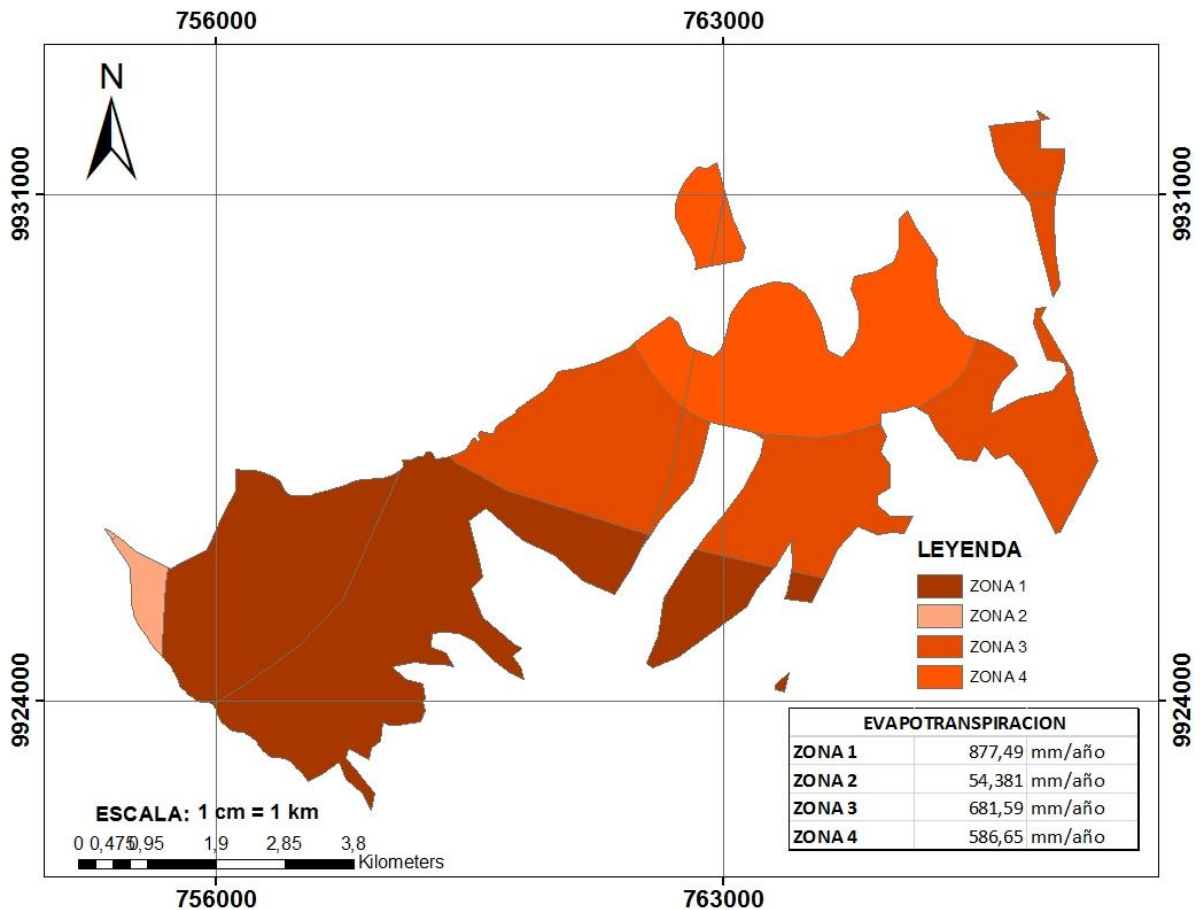 756000 763000
N
9931000 9931000
LEYENDA
ZONA 1
ZONA 2
ZONA 3
ZONA 4
9924000 9924000
EVAPOTRANSPIRACION
ZONA 1 877,49 mm/año
ZONA 2 54,381 mm/año
ZONA 3 681,59 mm/año
ZONA 4 586,65 mm/año
ESCALA: 1 cm = 1 km
0 0,475 0,95 1,9 2,85 3,8
Kilometers
756000 763000